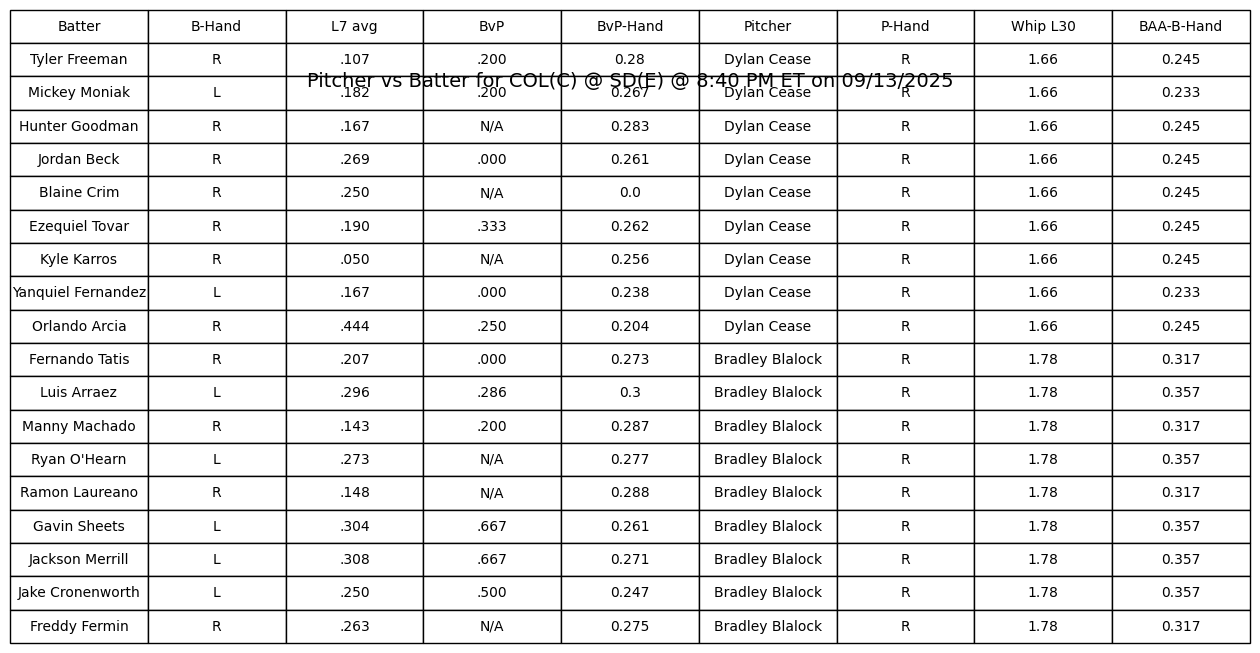 Batter B-Hand L7 avg BvP BvP-Hand Pitcher P-Hand Whip L30 BAA-B-Hand
Tyler Freeman R .107 .200 0.28 Dylan Cease R 1.66 0.245
Pitcher vs Batter for COL(C) @ SD(E) @ 8:40 PM ET on 09/13/2025
Mickey Moniak L .182 .200 0.267 Dylan Cease R 1.66 0.233
Hunter Goodman R .167 N/A 0.283 Dylan Cease R 1.66 0.245
Jordan Beck R .269 .000 0.261 Dylan Cease R 1.66 0.245
Blaine Crim R .250 N/A 0.0 Dylan Cease R 1.66 0.245
Ezequiel Tovar R .190 .333 0.262 Dylan Cease R 1.66 0.245
Kyle Karros R .050 N/A 0.256 Dylan Cease R 1.66 0.245
Yanquiel Fernandez L .167 .000 0.238 Dylan Cease R 1.66 0.233
Orlando Arcia R .444 .250 0.204 Dylan Cease R 1.66 0.245
Fernando Tatis R .207 .000 0.273 Bradley Blalock R 1.78 0.317
Luis Arraez L .296 .286 0.3 Bradley Blalock R 1.78 0.357
Manny Machado R .143 .200 0.287 Bradley Blalock R 1.78 0.317
Ryan O'Hearn L .273 N/A 0.277 Bradley Blalock R 1.78 0.357
Ramon Laureano R .148 N/A 0.288 Bradley Blalock R 1.78 0.317
Gavin Sheets L .304 .667 0.261 Bradley Blalock R 1.78 0.357
Jackson Merrill L .308 .667 0.271 Bradley Blalock R 1.78 0.357
Jake Cronenworth L .250 .500 0.247 Bradley Blalock R 1.78 0.357
Freddy Fermin R .263 N/A 0.275 Bradley Blalock R 1.78 0.317